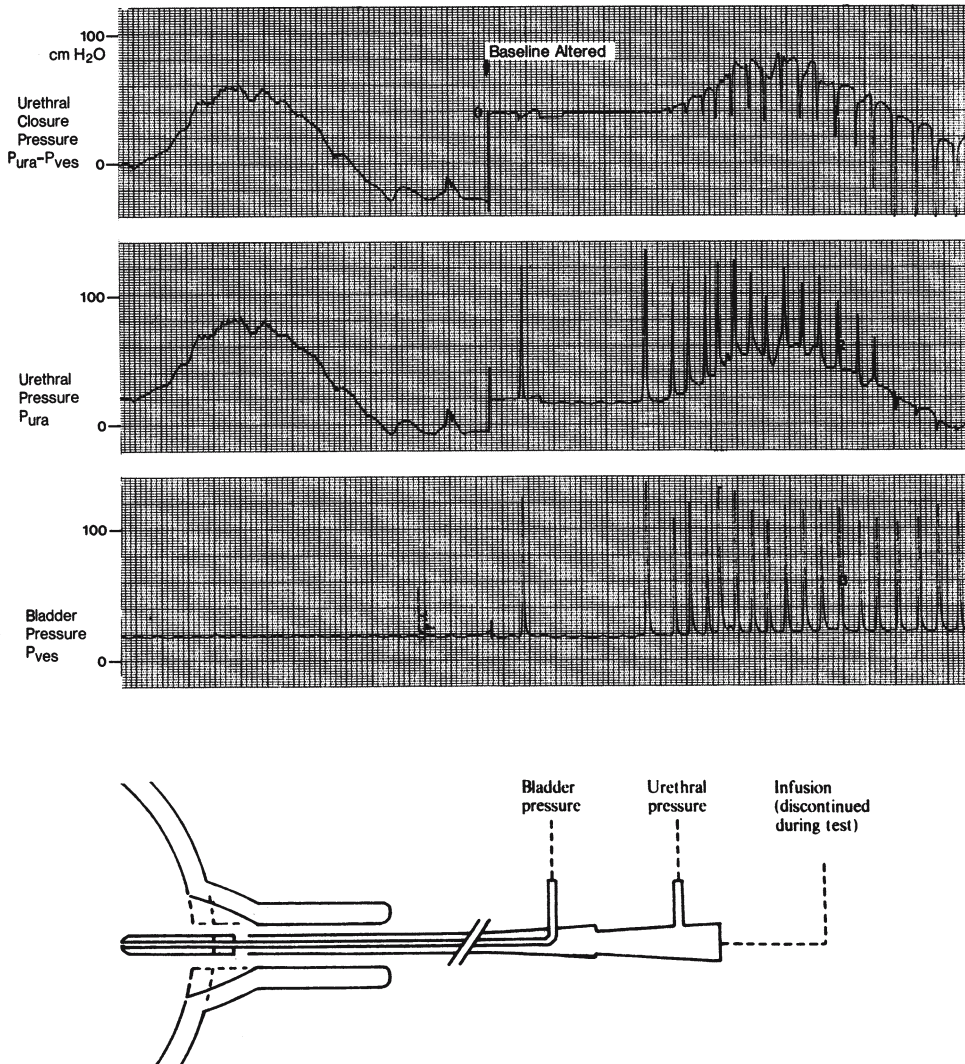 100
cm H₂O
Baseline Altered
Urethral
Closure
Pressure
Pura-Pves
0
100
Urethral
Pressure
Pura
0
100
Bladder
Pressure
Pves
0
Bladder
pressure
Urethral
pressure
Infusion
(discontinued
during test)